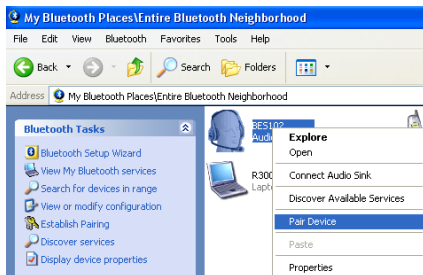 My Bluetooth Places\Entire Bluetooth Neighborhood
File Edit View Bluetooth Favorites Tools Help
Back Search Folders
Address My Bluetooth Places\Entire Bluetooth Neighborhood
Bluetooth Tasks
Bluetooth Setup Wizard
View My Bluetooth services
Search for devices in range
View or modify configuration
Establish Pairing
Discover services
Display device properties
BES102
Audi
R300
Lapt
Explore
Open
Connect Audio Sink
Discover Available Services
Pair Device
Paste
Properties